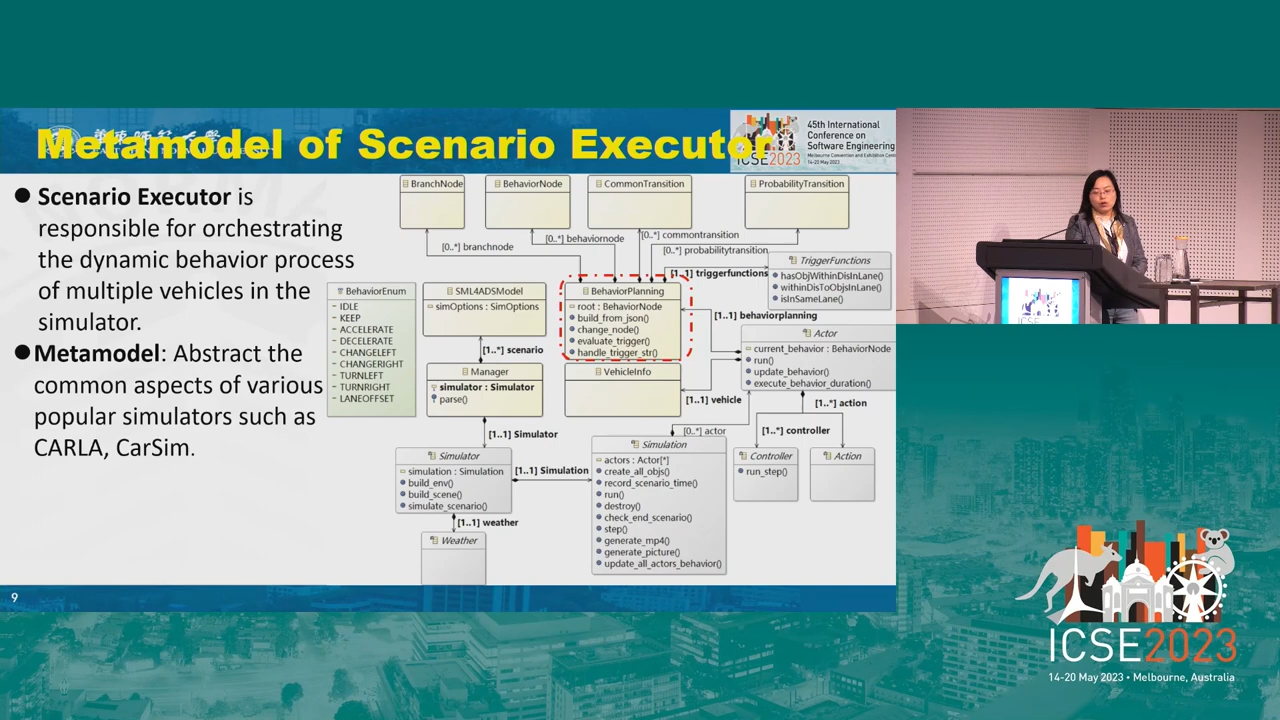 Metamodel of Scenario Executor
華東師範大學
45th International
Conference on
Software Engineering
ICSE2023
Melbourne Convention and Exhibition
14-20 May 2023
● Scenario Executor is
responsible for orchestrating
the dynamic behavior process
of multiple vehicles in the
simulator.
● Metamodel: Abstract the
common aspects of various
popular simulators such as
CARLA, CarSim.
BranchNode
BehaviorNode
CommonTransition
ProbabilityTransition
[0..*] branchnode
[0..*] behaviornode
[0..*] commontransition
[0..*] probabilitytransition
[1..1] triggerfunctions
TriggerFunctions
hasObjWithinDisInLane()
withinDisToObjsInLane()
isInSameLane()
BehaviorEnum
IDLE
KEEP
ACCELERATE
DECELERATE
CHANGELEFT
CHANGERIGHT
TURNLEFT
TURNRIGHT
LANEOFFSET
SML4ADSModel
simOptions : SimOptions
BehaviorPlanning
root : BehaviorNode
build_from_json()
change_node()
evaluate_trigger()
handle_trigger_str()
[1..1] behaviorplanning
Actor
current_behavior : BehaviorNode
run()
update_behavior()
execute_behavior_duration()
[1..*] scenario
Manager
simulator : Simulator
parse()
VehicleInfo
[1..1] vehicle
[1..*] action
[0..*] actor
[1..*] controller
[1..1] Simulator
Simulator
simulation : Simulation
build_env()
build_scene()
simulate_scenario()
[1..1] Simulation
Simulation
actors : Actor[*]
create_all_objs()
record_scenario_time()
run()
destroy()
check_end_scenario()
step()
generate_mp4()
generate_picture()
update_all_actors_behavior()
Controller
run_step()
Action
[1..1] weather
Weather
9
ICSE
ICSE2023
14-20 May 2023 • Melbourne, Australia